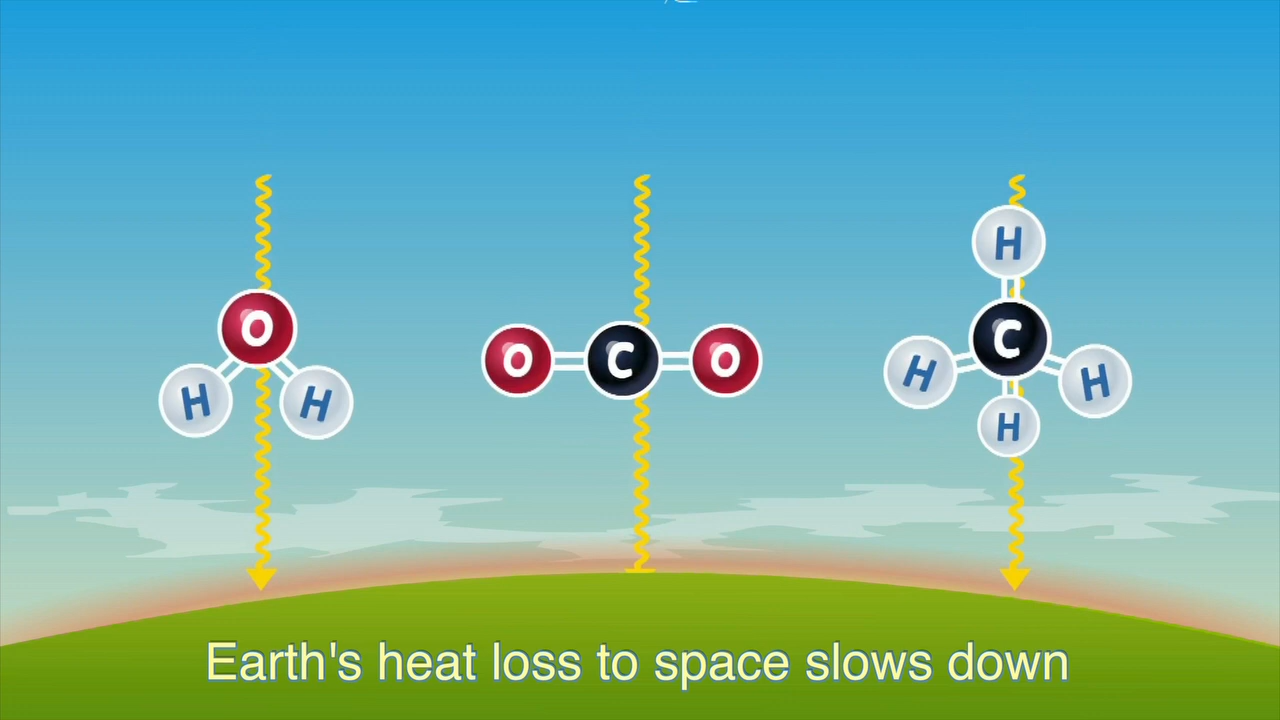 H
O
O C O
C
H H
H H
H
Earth's heat loss to space slows down